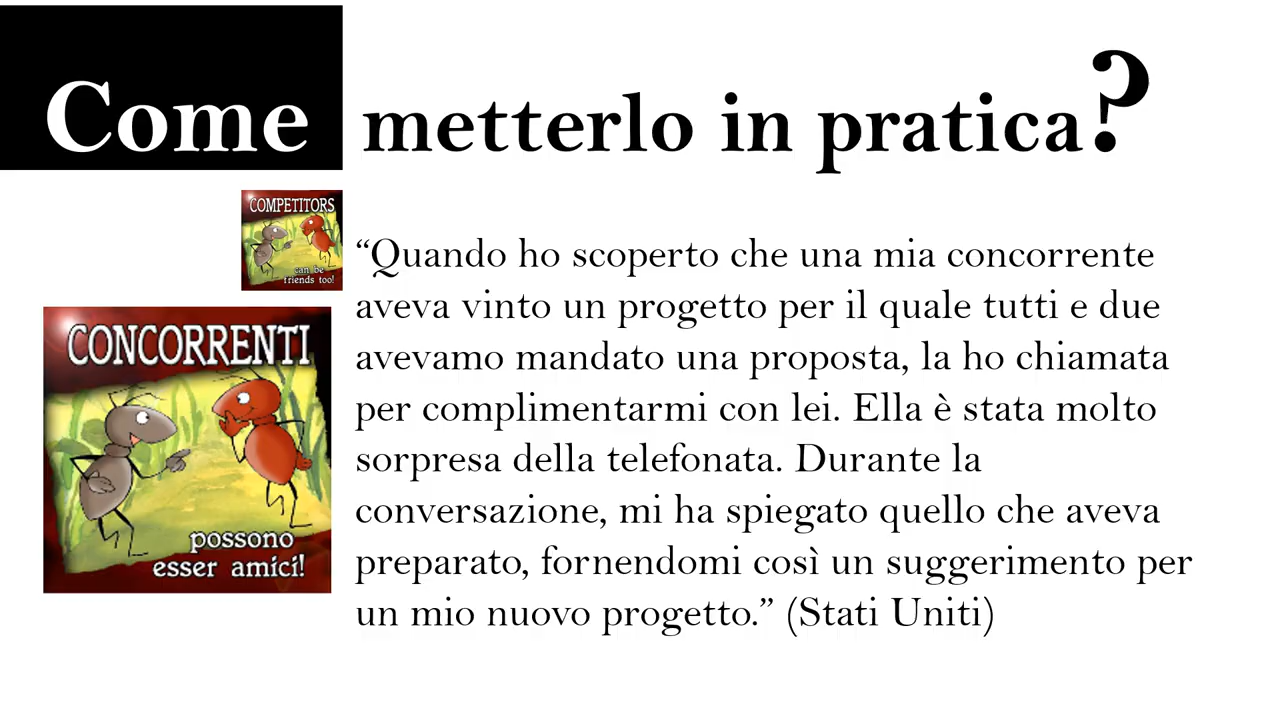 Come metterlo in pratica?
COMPETITORS
can be
friends too!
CONCORRENTI
possono
esser amici!
“Quando ho scoperto che una mia concorrente
aveva vinto un progetto per il quale tutti e due
avevamo mandato una proposta, la ho chiamata
per complimentarmi con lei. Ella è stata molto
sorpresa della telefonata. Durante la
conversazione, mi ha spiegato quello che aveva
preparato, fornendomi così un suggerimento per
un mio nuovo progetto.” (Stati Uniti)